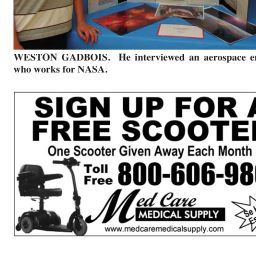 WESTON GADBOIS. He interviewed an aerospace e
who works for NASA.
SIGN UP FOR A
FREE SCOOTE
One Scooter Given Away Each Month
Toll
Free 800-606-98
Med Care
MEDICAL SUPPLY
www.medcaremedicalsupply.com